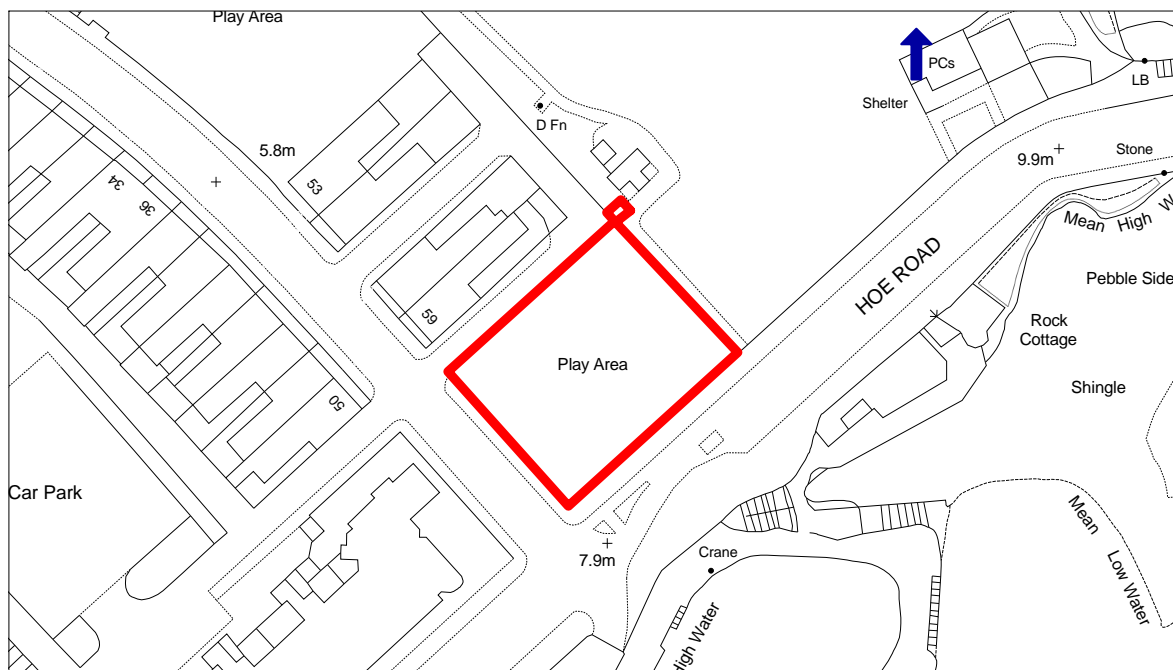 Play Area
PCs
LB
Shelter
D Fn
5.8m
9.9m
Stone
53
34
36
Mean High W
HOE ROAD
Pebble Side
59
Rock
Cottage
Play Area
Shingle
50
Car Park
Mean Low Water
7.9m
Crane
High Water